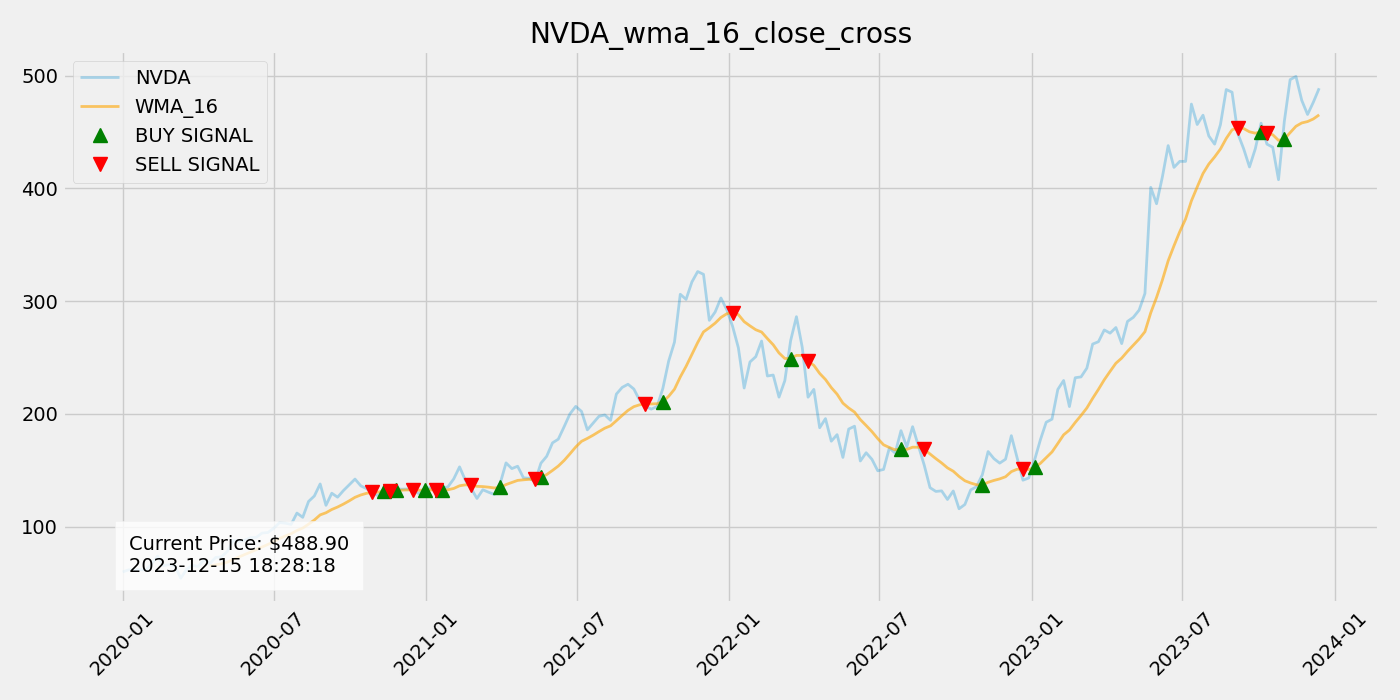 NVDA_wma_16_close_cross
NVDA
WMA_16
BUY SIGNAL
SELL SIGNAL
500
400
300
200
100
Current Price: $488.90
2023-12-15 18:28:18
2020-01
2020-07
2021-01
2021-07
2022-01
2022-07
2023-01
2023-07
2024-01